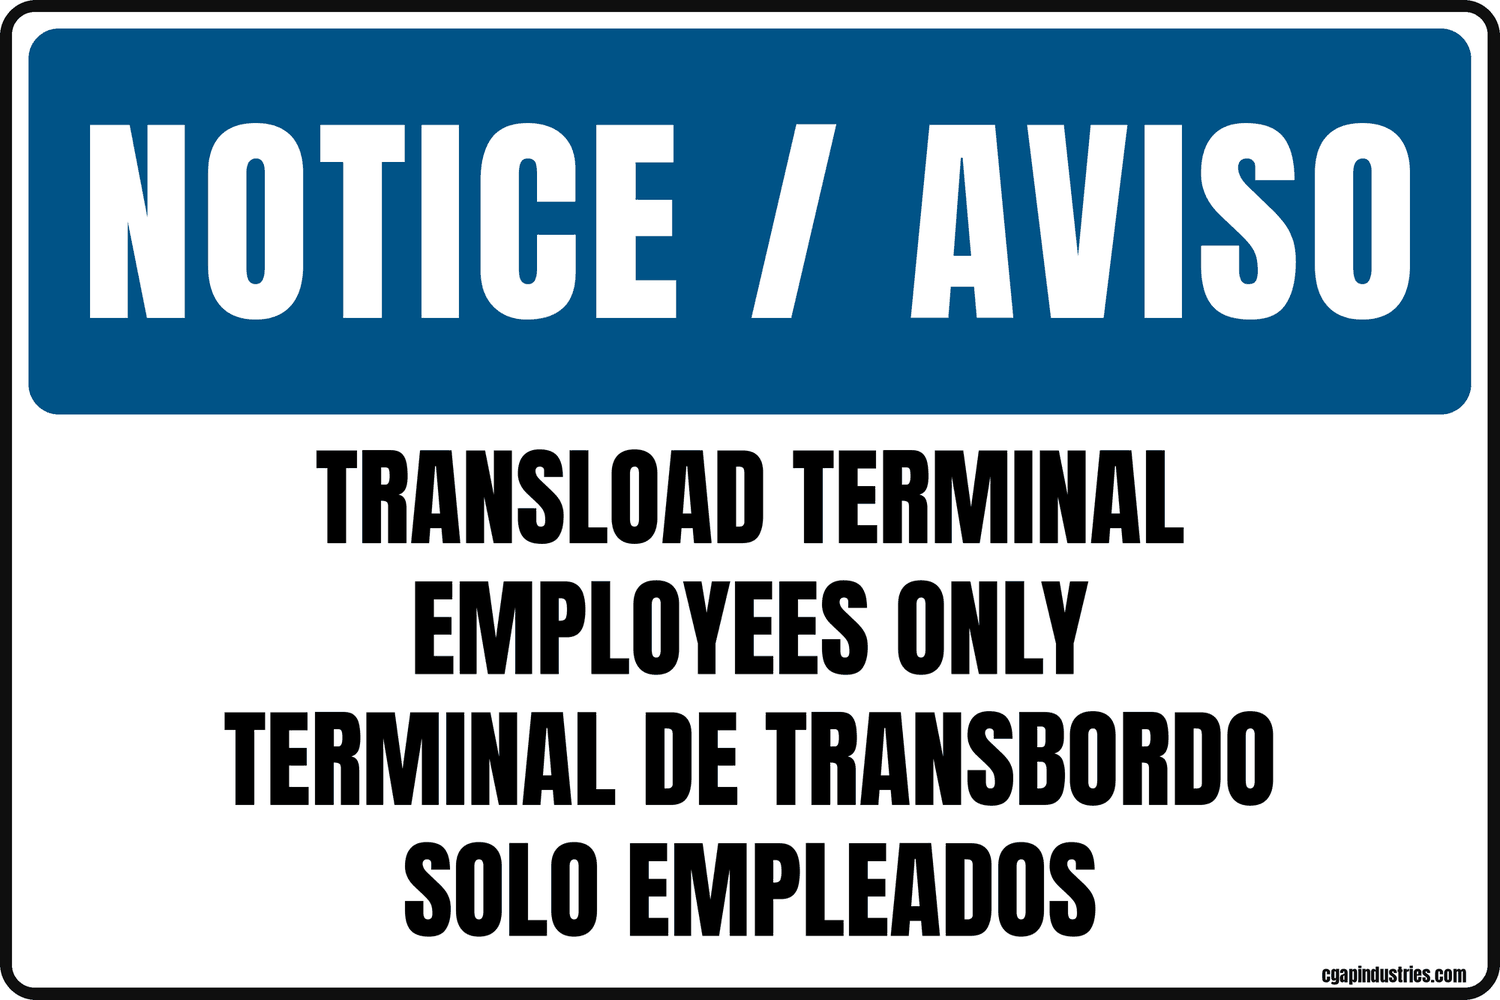 NOTICE / AVISO
TRANSLOAD TERMINAL
EMPLOYEES ONLY
TERMINAL DE TRANSBORDO
SOLO EMPLEADOS
cgapindustries.com